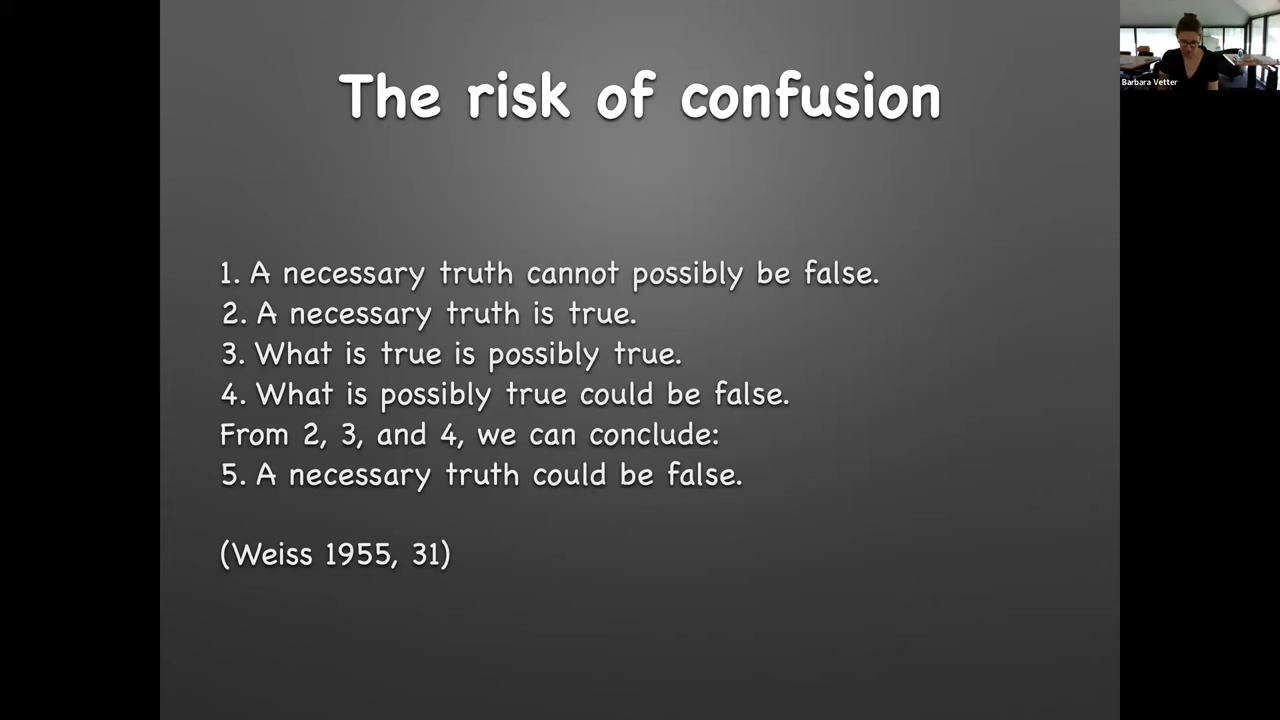 The risk of confusion
Barbara Vetter
1. A necessary truth cannot possibly be false.
2. A necessary truth is true.
3. What is true is possibly true.
4. What is possibly true could be false.
From 2, 3, and 4, we can conclude:
5. A necessary truth could be false.
(Weiss 1955, 31)